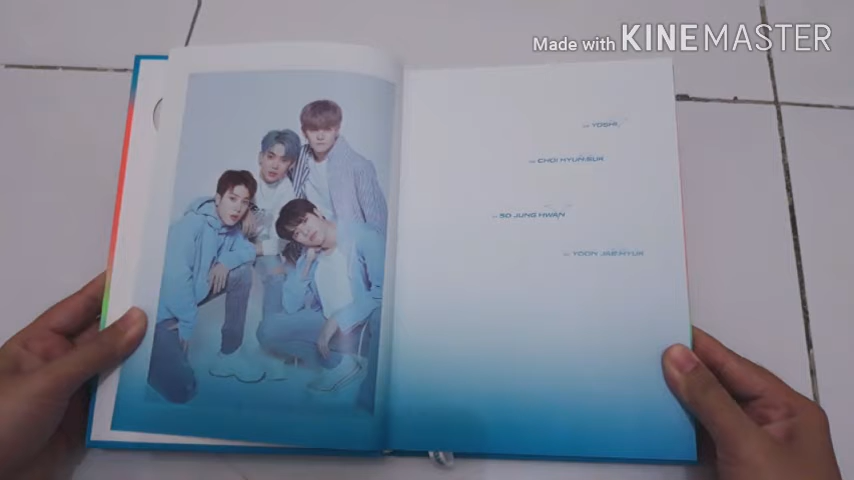 Made with KINEMASTER
YOSHI
CHOI HYUN SUK
SO JUNG HWAN
YOON JAE HYUK